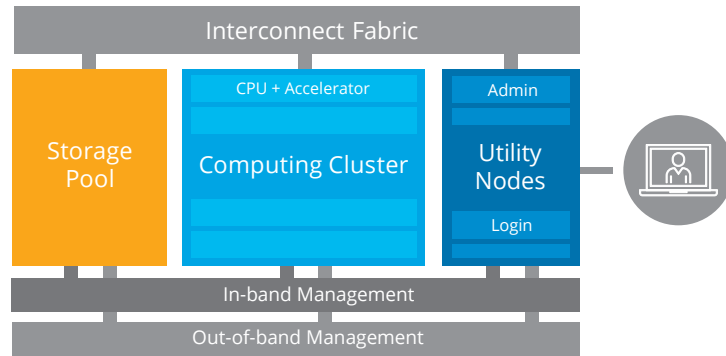 Interconnect Fabric
CPU + Accelerator
Admin
Storage
Pool
Computing Cluster
Utility
Nodes
Login
In-band Management
Out-of-band Management